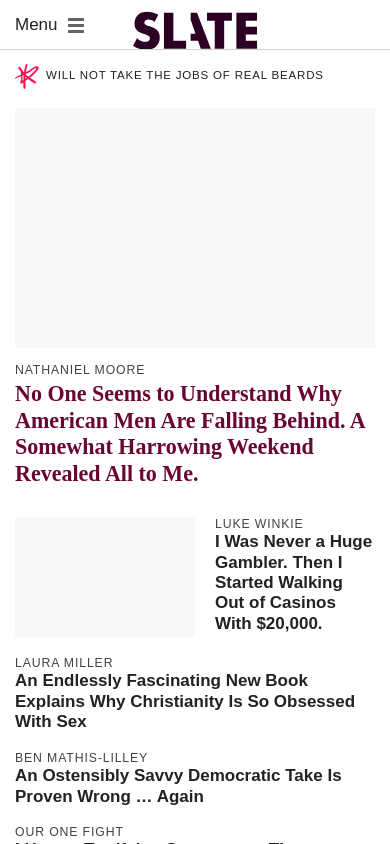 Menu
SLATE
WILL NOT TAKE THE JOBS OF REAL BEARDS
NATHANIEL MOORE
No One Seems to Understand Why
American Men Are Falling Behind. A
Somewhat Harrowing Weekend
Revealed All to Me.
LUKE WINKIE
I Was Never a Huge
Gambler. Then I
Started Walking
Out of Casinos
With $20,000.
LAURA MILLER
An Endlessly Fascinating New Book
Explains Why Christianity Is So Obsessed
With Sex
BEN MATHIS-LILLEY
An Ostensibly Savvy Democratic Take Is
Proven Wrong … Again
OUR ONE FIGHT